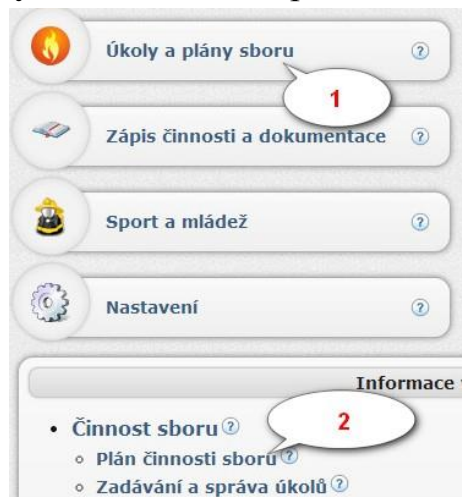 Úkoly a plány sboru ?
1
Zápis činnosti a dokumentace ?
Sport a mládež ?
Nastavení ?
Informace
• Činnost sboru ?
2
◦ Plán činnosti sboru ?
◦ Zadávání a správa úkolů ?